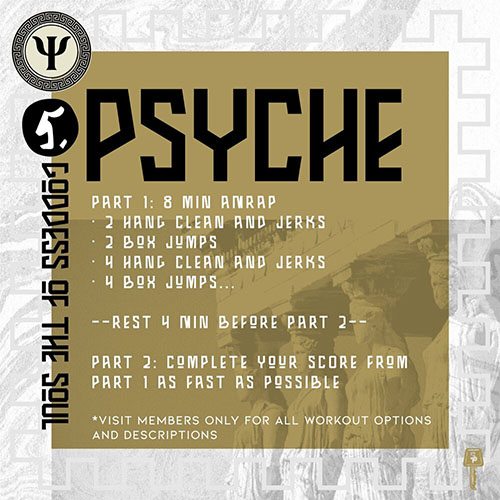 Ψ
5.
PSYCHE
GODDESS OF THE SOUL
PART 1: 8 MIN AMRAP
· 2 HANG CLEAN AND JERKS
· 2 BOX JUMPS
· 4 HANG CLEAN AND JERKS
· 4 BOX JUMPS...
--REST 4 MIN BEFORE PART 2--
PART 2: COMPLETE YOUR SCORE FROM
PART 1 AS FAST AS POSSIBLE
*VISIT MEMBERS ONLY FOR ALL WORKOUT OPTIONS
AND DESCRIPTIONS